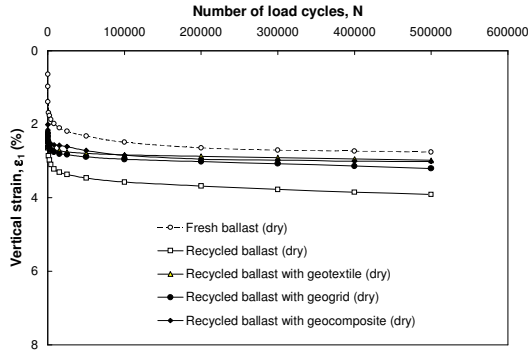 Number of load cycles, N
0 100000 200000 300000 400000 500000 600000
0
2
4
6
8
Vertical strain, ε1 (%)
Fresh ballast (dry)
Recycled ballast (dry)
Recycled ballast with geotextile (dry)
Recycled ballast with geogrid (dry)
Recycled ballast with geocomposite (dry)